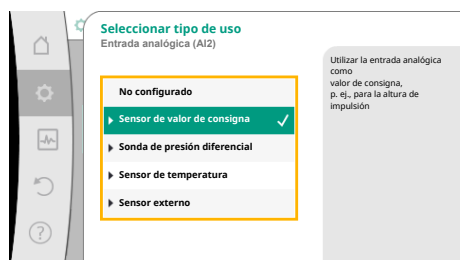 Seleccionar tipo de uso
Entrada analógica (AI2)
No configurado
Sensor de valor de consigna
Sonda de presión diferencial
Sensor de temperatura
Sensor externo
Utilizar la entrada analógica
como
valor de consigna,
p. ej., para la altura de
impulsión
?